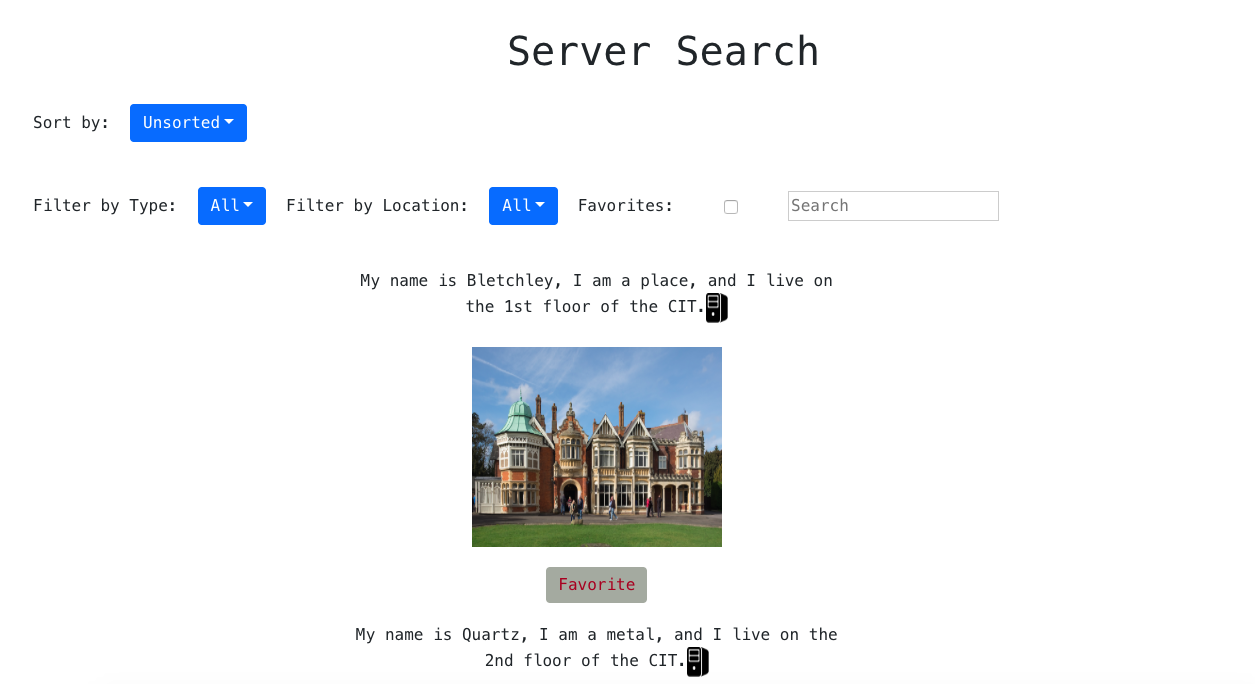 Server Search
Sort by: Unsorted
Filter by Type: All Filter by Location: All Favorites: Search
My name is Bletchley, I am a place, and I live on
the 1st floor of the CIT.
Favorite
My name is Quartz, I am a metal, and I live on the
2nd floor of the CIT.